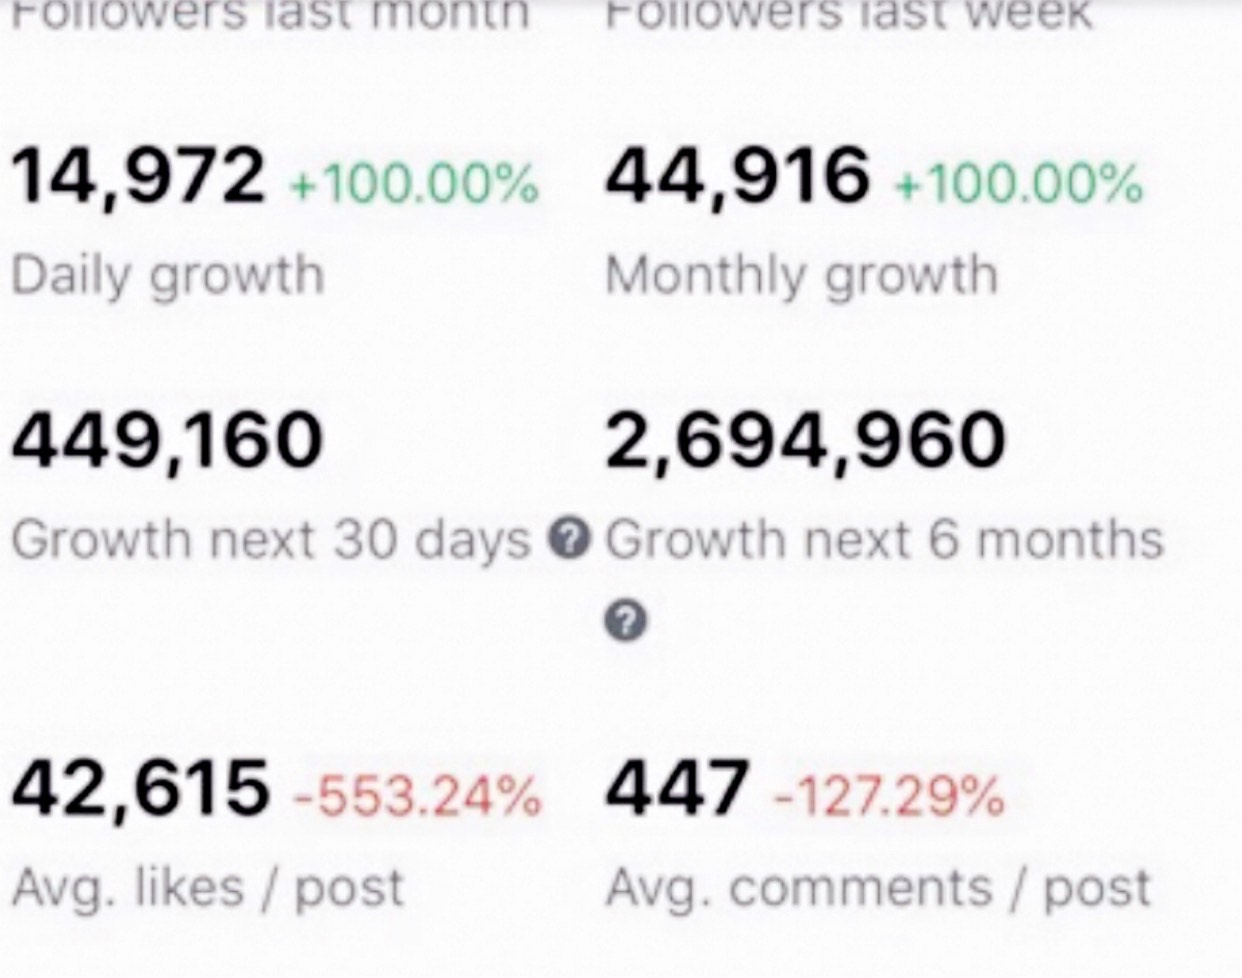 Followers last month Followers last week
14,972 +100.00% 44,916 +100.00%
Daily growth Monthly growth
449,160 2,694,960
Growth next 30 days ? Growth next 6 months
?
42,615 -553.24% 447 -127.29%
Avg. likes / post Avg. comments / post